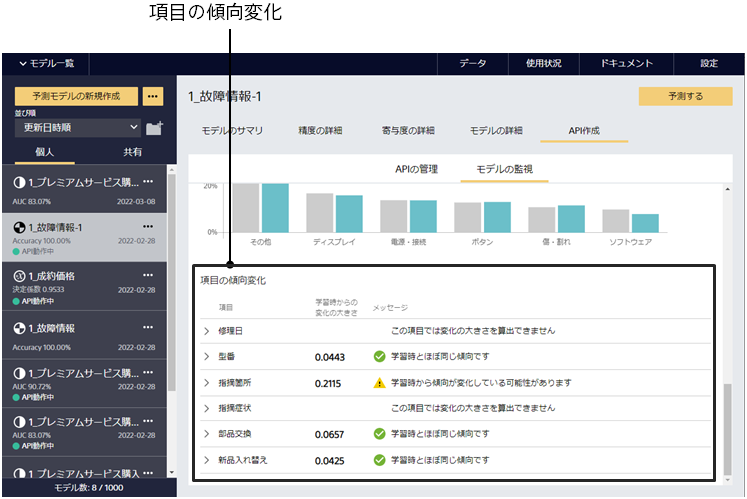 項目の傾向変化
モデル一覧
データ
使用状況
ドキュメント
設定
予測モデルの新規作成
並び順
更新日時順
個人
共有
1_プレミアムサービス購...
AUC 83.07%
2022-03-08
1_故障情報-1
Accuracy 100.00%
2022-02-28
API動作中
1_成約価格
決定係数 0.9533
2022-02-28
API動作中
1_故障情報
Accuracy 100.00%
2022-02-28
1_プレミアムサービス購...
AUC 90.72%
2022-02-28
API動作中
1_プレミアムサービス購...
AUC 83.07%
2022-02-28
API動作中
1_プレミアムサービス購入
モデル数: 8 / 1000
1_故障情報-1
予測する
モデルのサマリ
精度の詳細
寄与度の詳細
モデルの詳細
API作成
APIの管理
モデルの監視
20%
0%
その他
ディスプレイ
電源・接続
ボタン
傷・割れ
ソフトウェア
項目の傾向変化
項目
学習時からの
変化の大きさ
メッセージ
修理日
この項目では変化の大きさを算出できません
型番
0.0443
学習時とほぼ同じ傾向です
指摘箇所
0.2115
学習時から傾向が変化している可能性があります
指摘症状
この項目では変化の大きさを算出できません
部品交換
0.0657
学習時とほぼ同じ傾向です
新品入れ替え
0.0425
学習時とほぼ同じ傾向です